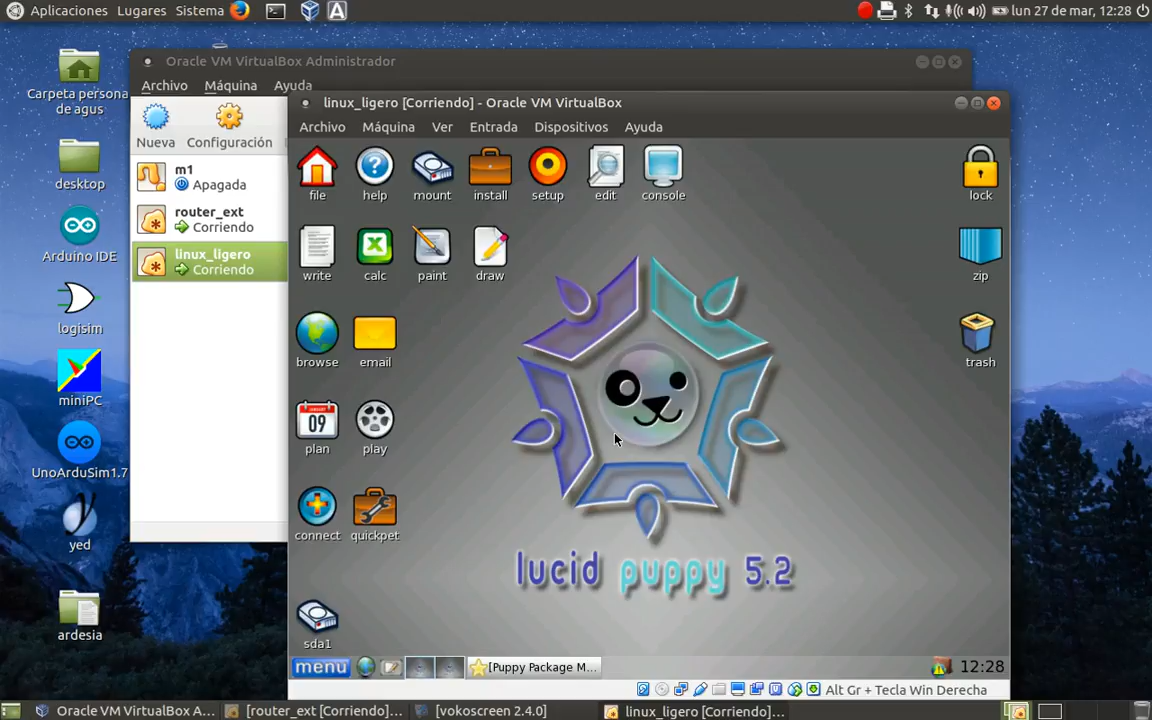 Aplicaciones Lugares Sistema lun 27 de mar, 12:28
Carpeta persona
de agus
desktop
Arduino IDE
logisim
miniPC
UnoArduSim1.7
yed
ardesia
Oracle VM VirtualBox Administrador
Archivo Máquina Ayuda
Nueva Configuración
m1
Apagada
router_ext
Corriendo
linux_ligero
Corriendo
linux_ligero [Corriendo] - Oracle VM VirtualBox
Archivo Máquina Ver Entrada Dispositivos Ayuda
file help mount install setup edit console lock
write calc paint draw zip
browse email trash
JANUARY
09
plan play
connect quickpet
lucid puppy 5.2
sda1
menu [Puppy Package M... 12:28
Alt Gr + Tecla Win Derecha
Oracle VM VirtualBox A... [router_ext [Corriendo]... [vokoscreen 2.4.0] linux_ligero [Corriendo]...